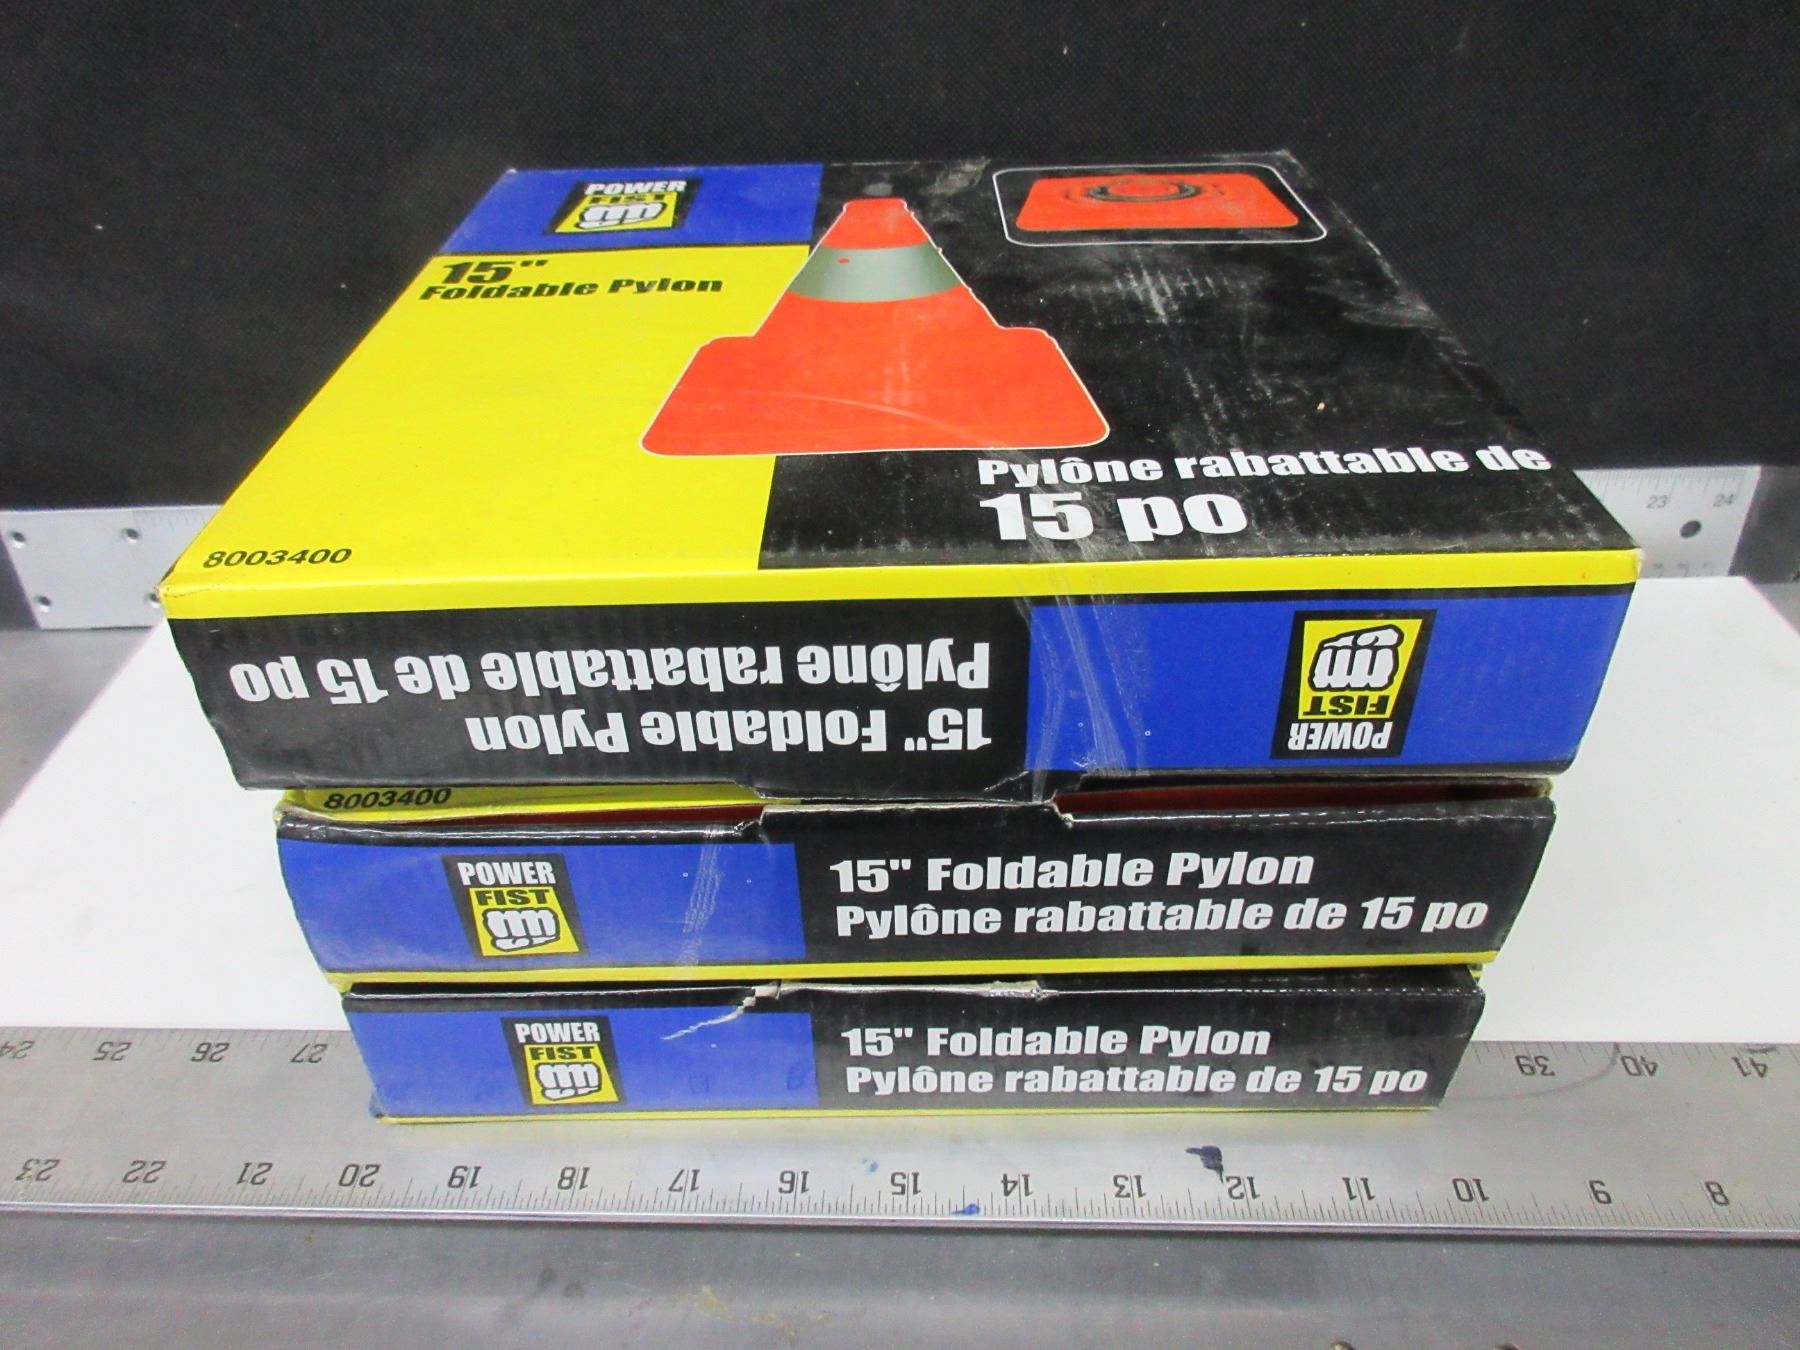 POWER
FIST
15"
Foldable Pylon
Pylône rabattable de
15 po
8003400
15" Foldable Pylon
Pylône rabattable de 15 po
POWER
FIST
8003400
POWER
FIST
15" Foldable Pylon
Pylône rabattable de 15 po
POWER
FIST
15" Foldable Pylon
Pylône rabattable de 15 po
23 24
24 25 26 27 39 40 41
23 22 21 20 19 18 17 16 15 14 13 12 11 10 9 8